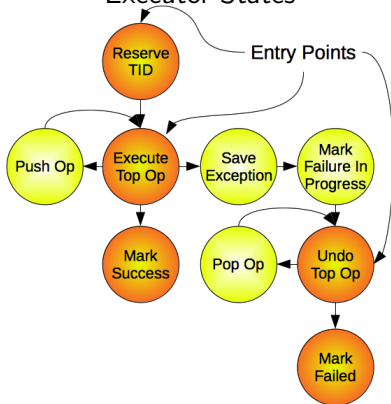 Executor States
Reserve
TID
Entry Points
Push Op
Execute
Top Op
Save
Exception
Mark
Failure In
Progress
Mark
Success
Pop Op
Undo
Top Op
Mark
Failed